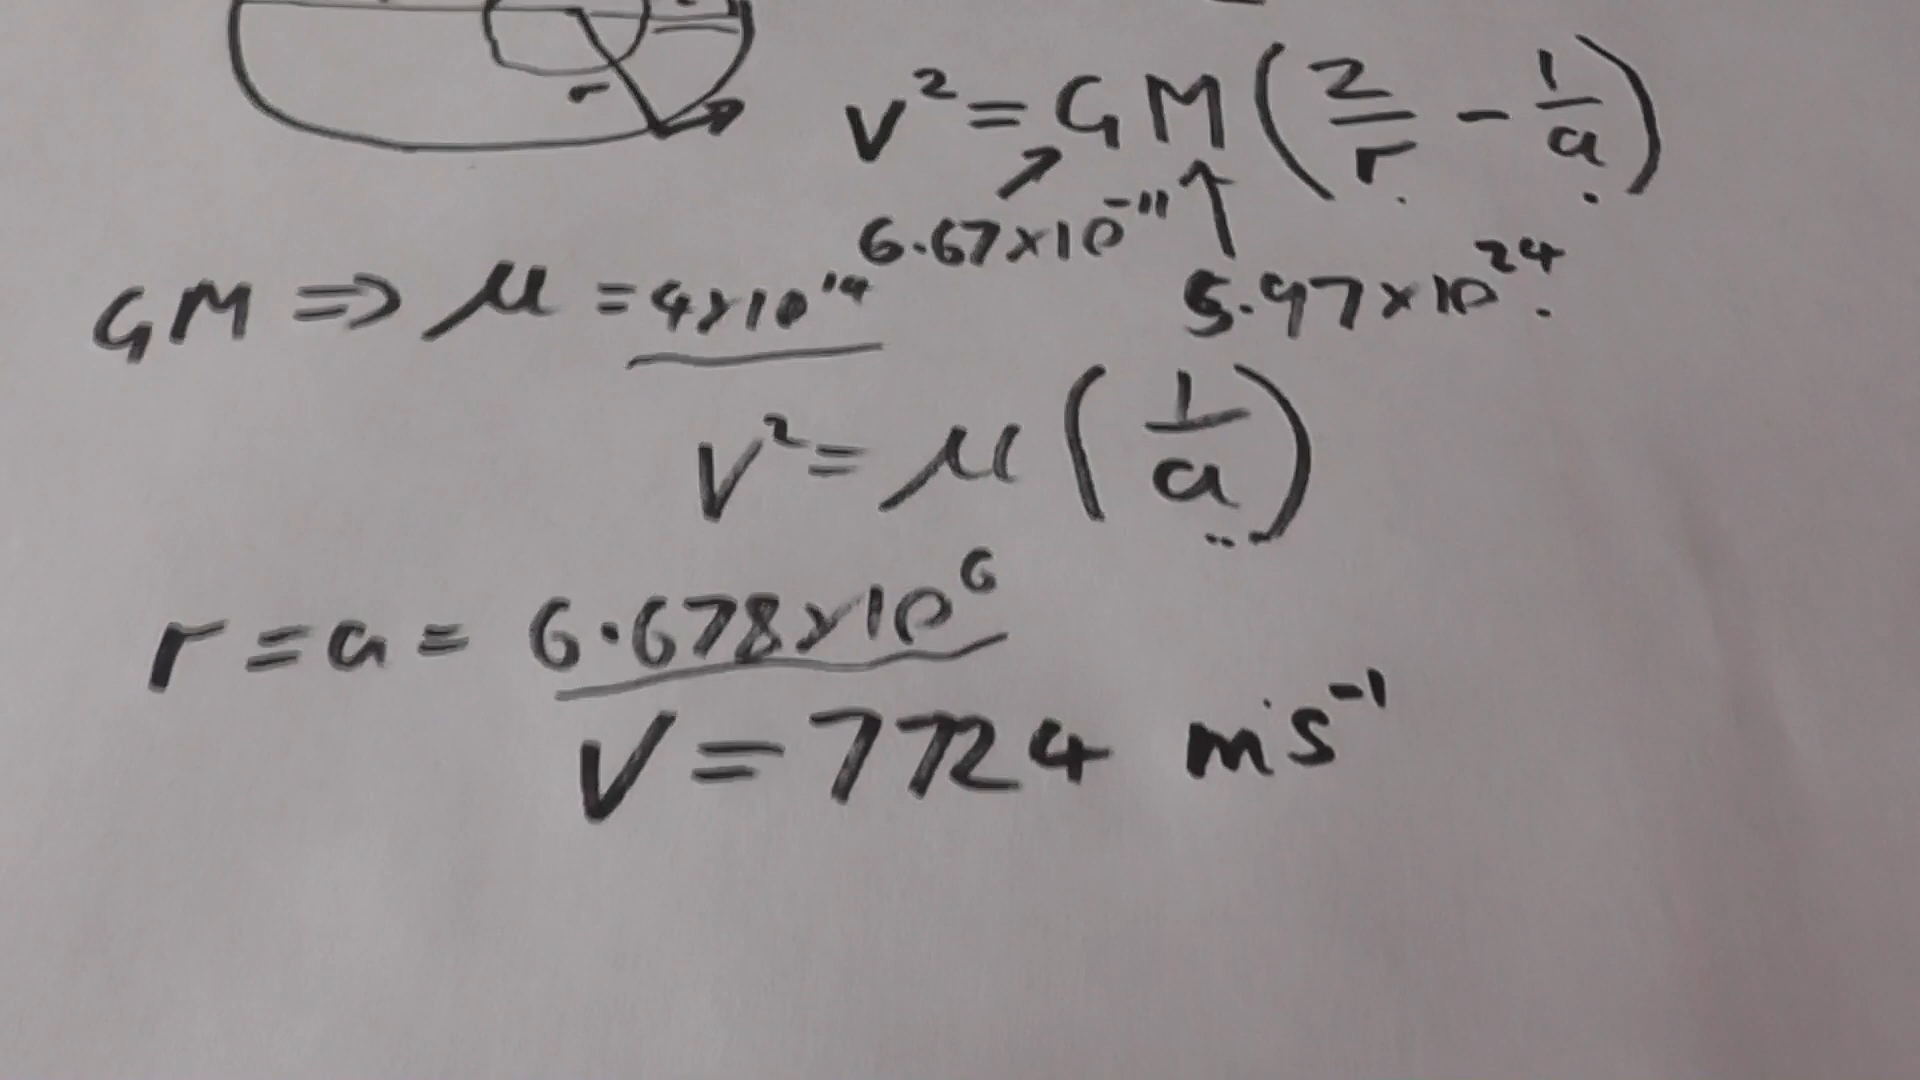 r
v² = GM (2/r - 1/a)
6.67×10⁻¹¹
5.97×10²⁴
GM ⇒ μ = 4×10¹⁴
v² = μ (1/a)
r = a = 6.678×10⁶
V = 7724 ms⁻¹